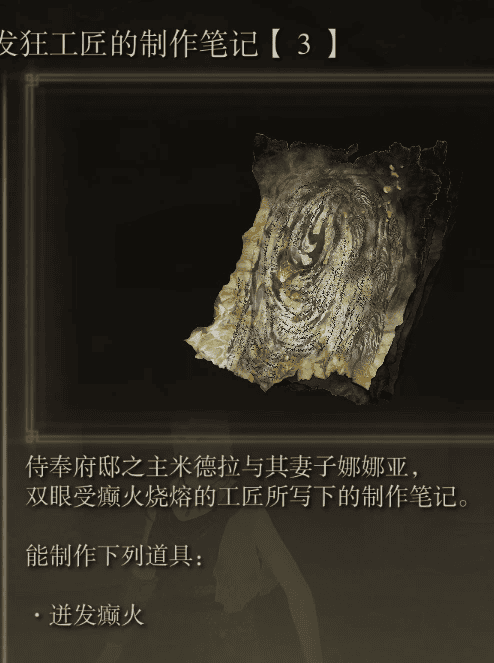 发狂工匠的制作笔记【 3 】
侍奉府邸之主米德拉与其妻子娜娜亚，
双眼受癫火烧熔的工匠所写下的制作笔记。
能制作下列道具：
・迸发癫火